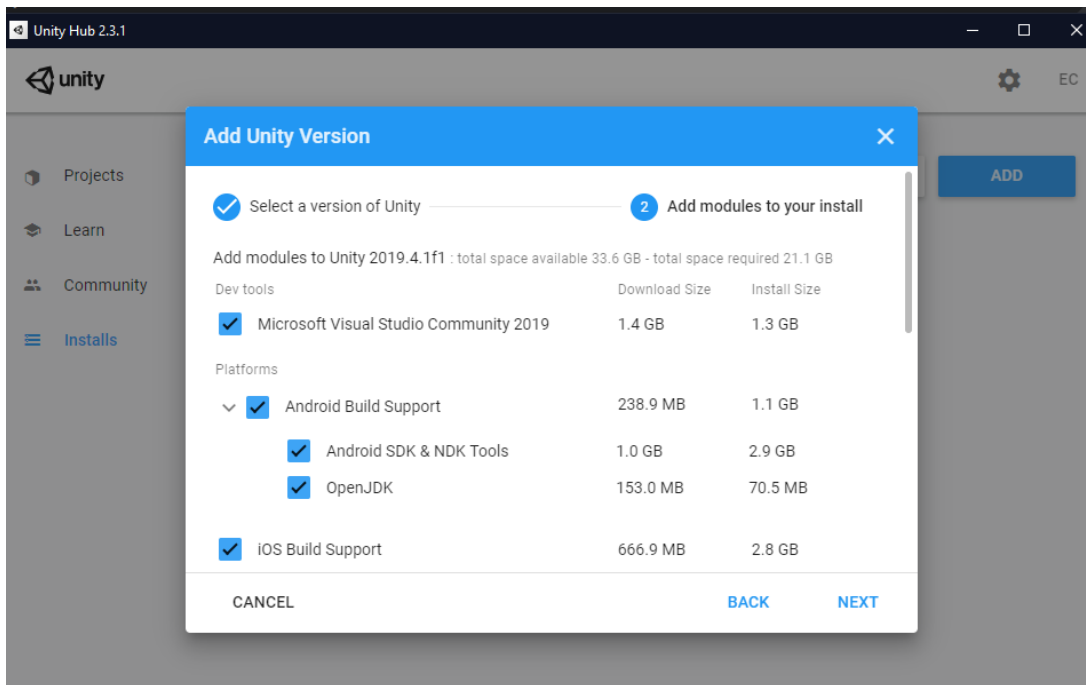 Unity Hub 2.3.1
unity
EC
Add Unity Version
Projects
ADD
Select a version of Unity
2 Add modules to your install
Learn
Add modules to Unity 2019.4.1f1 : total space available 33.6 GB - total space required 21.1 GB
Community
Dev tools Download Size Install Size
Microsoft Visual Studio Community 2019 1.4 GB 1.3 GB
Installs
Platforms
Android Build Support 238.9 MB 1.1 GB
Android SDK & NDK Tools 1.0 GB 2.9 GB
OpenJDK 153.0 MB 70.5 MB
iOS Build Support 666.9 MB 2.8 GB
CANCEL BACK NEXT